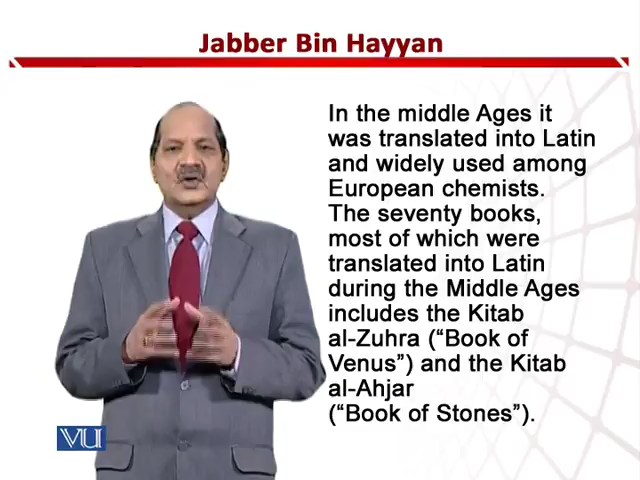 Jabber Bin Hayyan
In the middle Ages it
was translated into Latin
and widely used among
European chemists.
The seventy books,
most of which were
translated into Latin
during the Middle Ages
includes the Kitab
al-Zuhra (“Book of
Venus”) and the Kitab
al-Ahjar
(“Book of Stones”).
VU